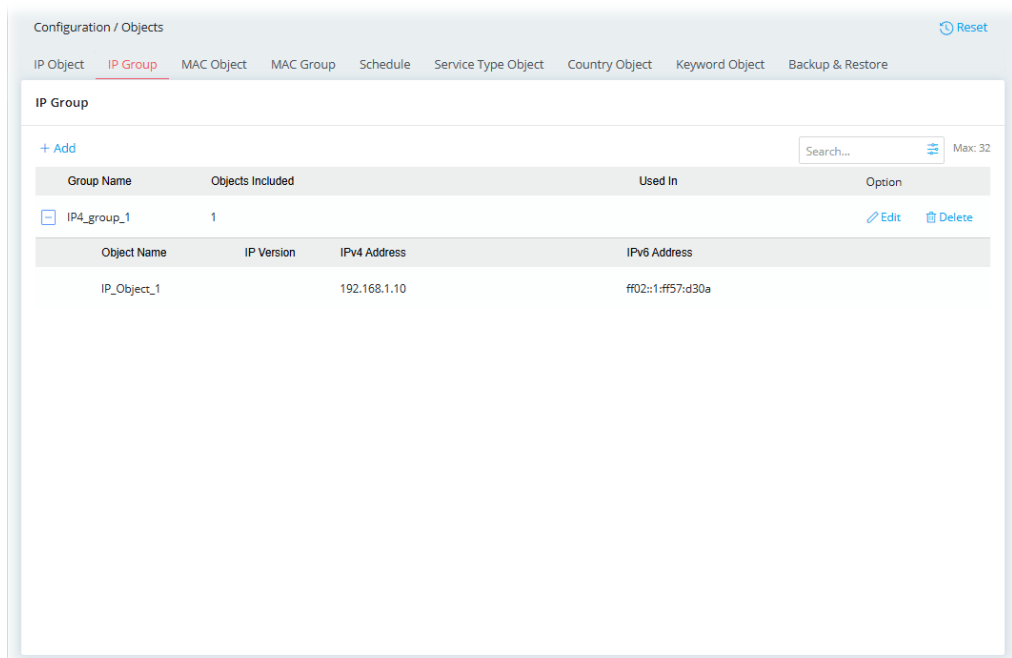 Configuration / Objects
Reset
IP Object IP Group MAC Object MAC Group Schedule Service Type Object Country Object Keyword Object Backup & Restore
IP Group
+ Add
Search...
Max: 32
Group Name Objects Included Used In Option
IP4_group_1 1 Edit Delete
Object Name IP Version IPv4 Address IPv6 Address
IP_Object_1 192.168.1.10 ff02::1:ff57:d30a